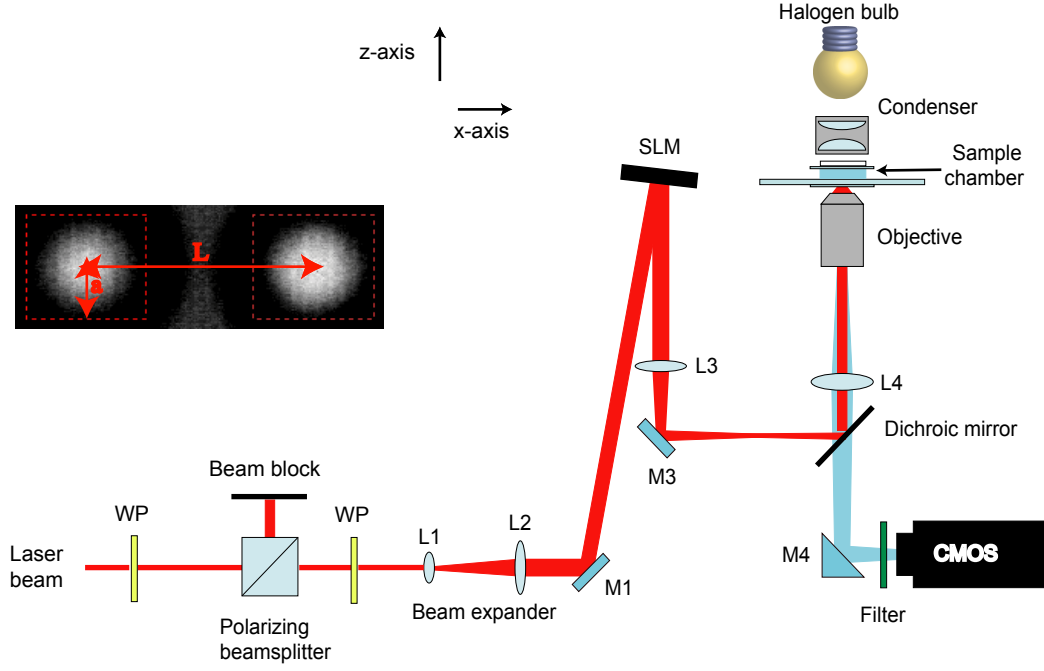 Halogen bulb
z-axis
x-axis
Condenser
SLM
Sample
chamber
L
a
Objective
L3
L4
Dichroic mirror
M3
Beam block
WP
WP
L1
L2
Laser
beam
M1
M4
CMOS
Beam expander
Filter
Polarizing
beamsplitter